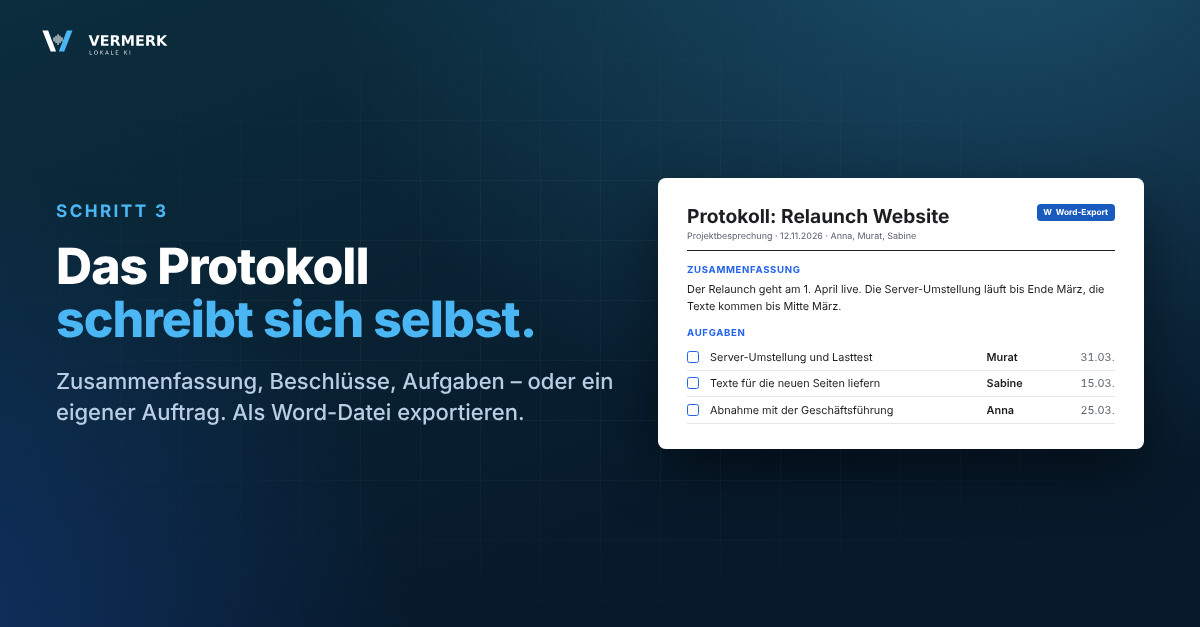 VERMERK
LOKALE KI
SCHRITT 3
Das Protokoll
schreibt sich selbst.
Zusammenfassung, Beschlüsse, Aufgaben – oder ein
eigener Auftrag. Als Word-Datei exportieren.
Protokoll: Relaunch Website
W Word-Export
Projektbesprechung · 12.11.2026 · Anna, Murat, Sabine
ZUSAMMENFASSUNG
Der Relaunch geht am 1. April live. Die Server-Umstellung läuft bis Ende März, die
Texte kommen bis Mitte März.
AUFGABEN
Server-Umstellung und Lasttest Murat 31.03.
Texte für die neuen Seiten liefern Sabine 15.03.
Abnahme mit der Geschäftsführung Anna 25.03.